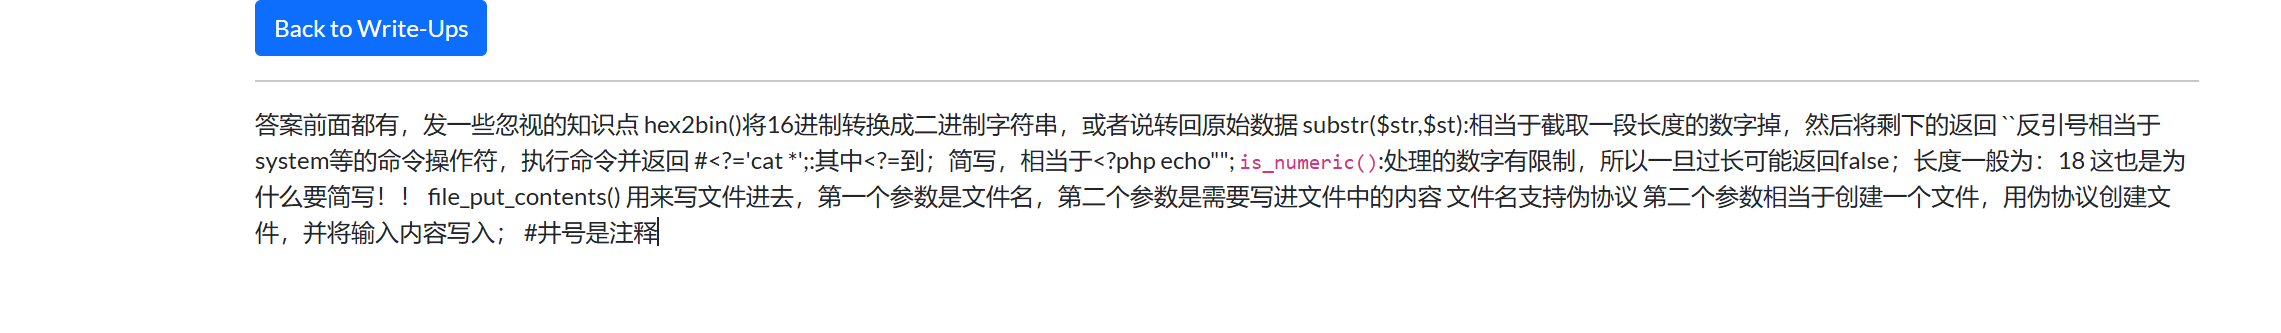 Back to Write-Ups
答案前面都有，发一些忽视的知识点 hex2bin()将16进制转换成二进制字符串，或者说转回原始数据 substr($str,$st):相当于截取一段长度的数字掉，然后将剩下的返回 ``反引号相当于
system等的命令操作符，执行命令并返回 #<?='cat *';:其中<?=到；简写，相当于<?php echo""; is_numeric():处理的数字有限制，所以一旦过长可能返回false；长度一般为：18 这也是为
什么要简写！！ file_put_contents() 用来写文件进去，第一个参数是文件名，第二个参数是需要写进文件中的内容 文件名支持伪协议 第二个参数相当于创建一个文件，用伪协议创建文
件，并将输入内容写入； #井号是注释